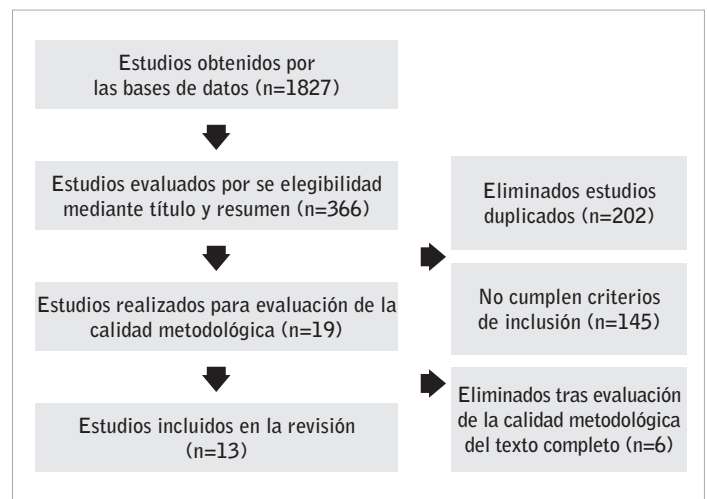 Estudios obtenidos por
las bases de datos (n=1827)
Estudios evaluados por se elegibilidad
mediante título y resumen (n=366)
Estudios realizados para evaluación de la
calidad metodológica (n=19)
Estudios incluidos en la revisión
(n=13)
Eliminados estudios
duplicados (n=202)
No cumplen criterios
de inclusión (n=145)
Eliminados tras evaluación
de la calidad metodológica
del texto completo (n=6)